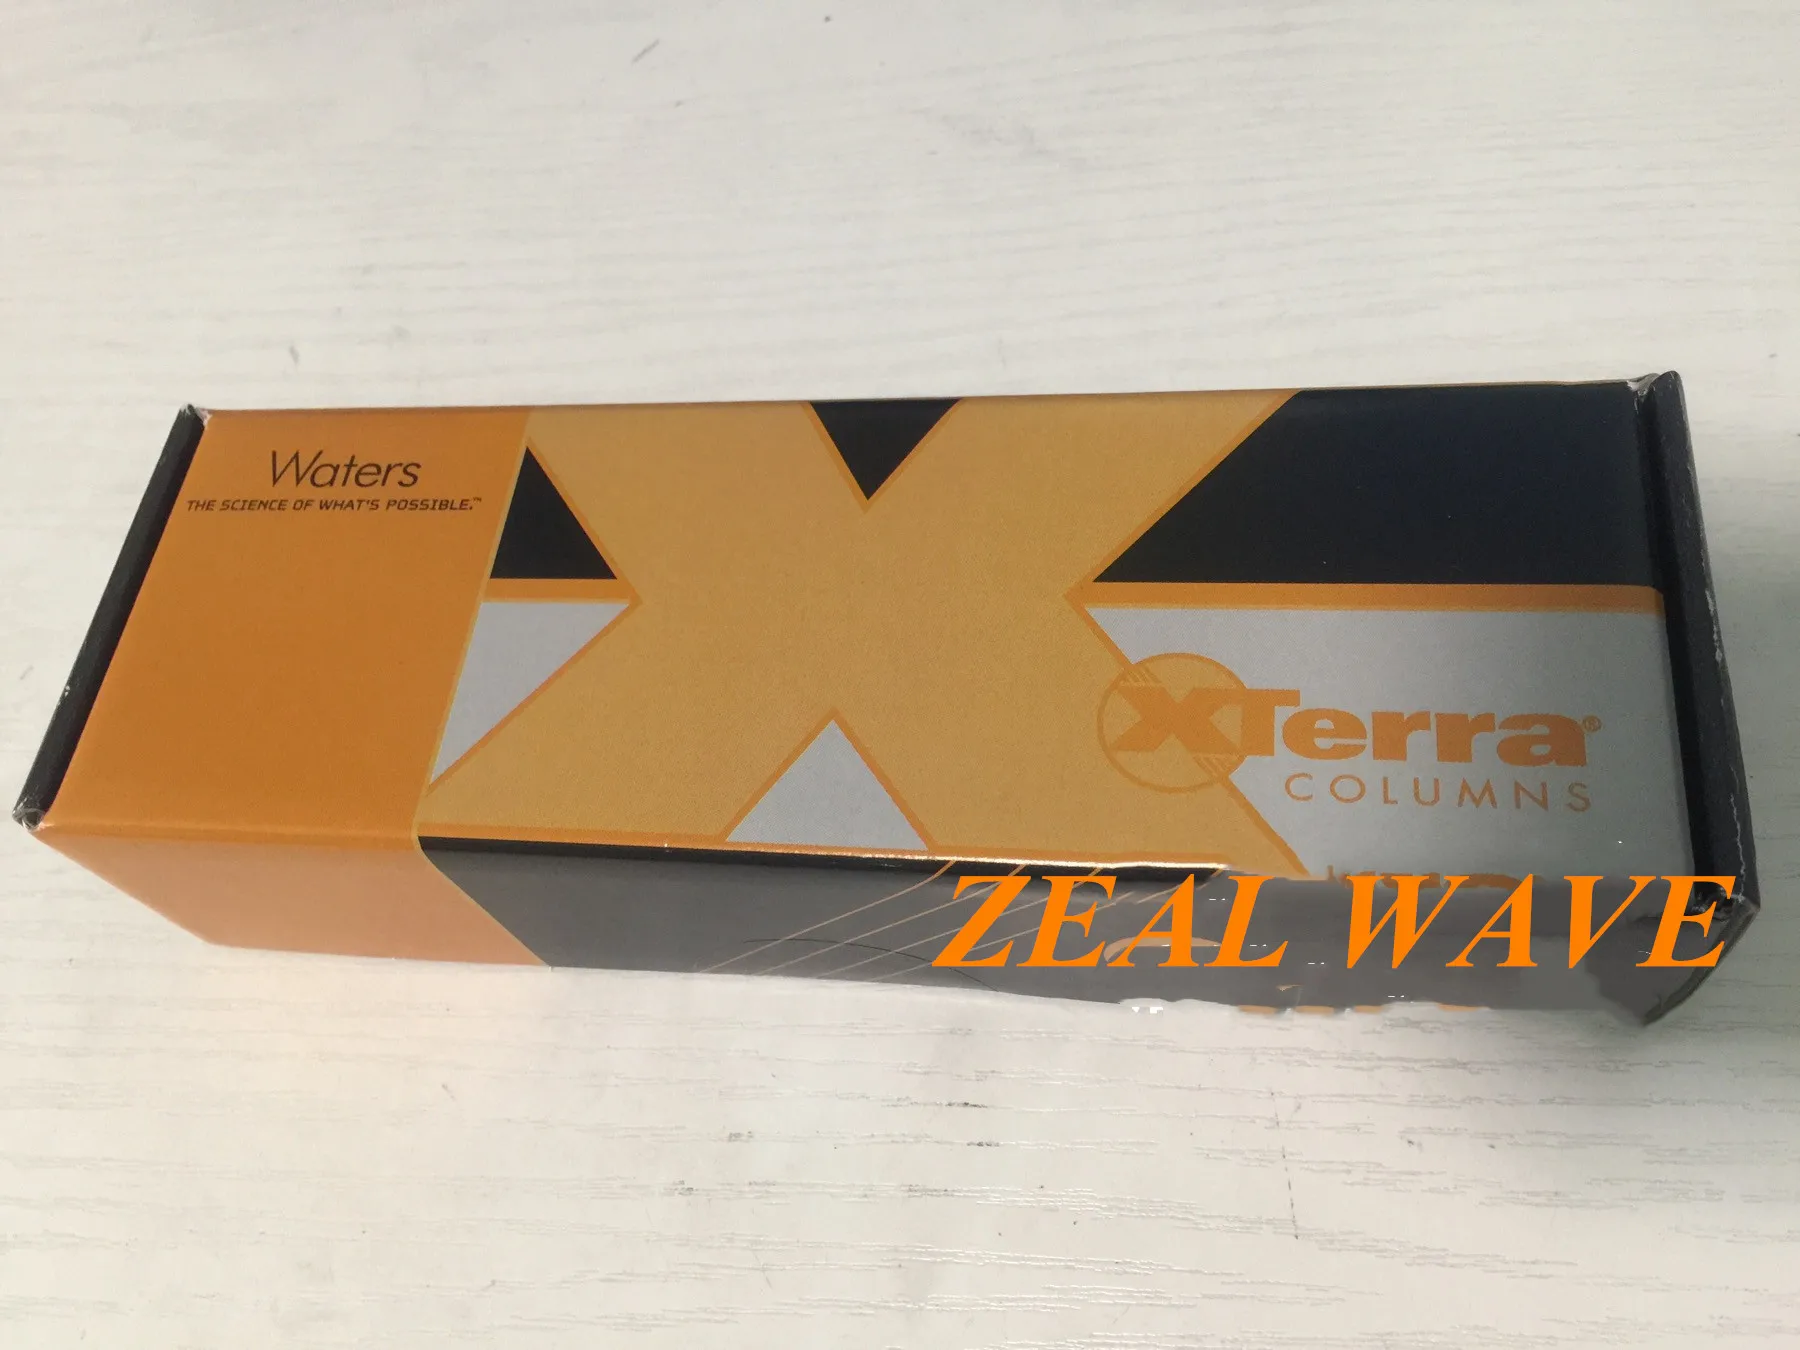 Waters
THE SCIENCE OF WHAT'S POSSIBLE.™
XTerra®
COLUMNS
ZEAL WAVE